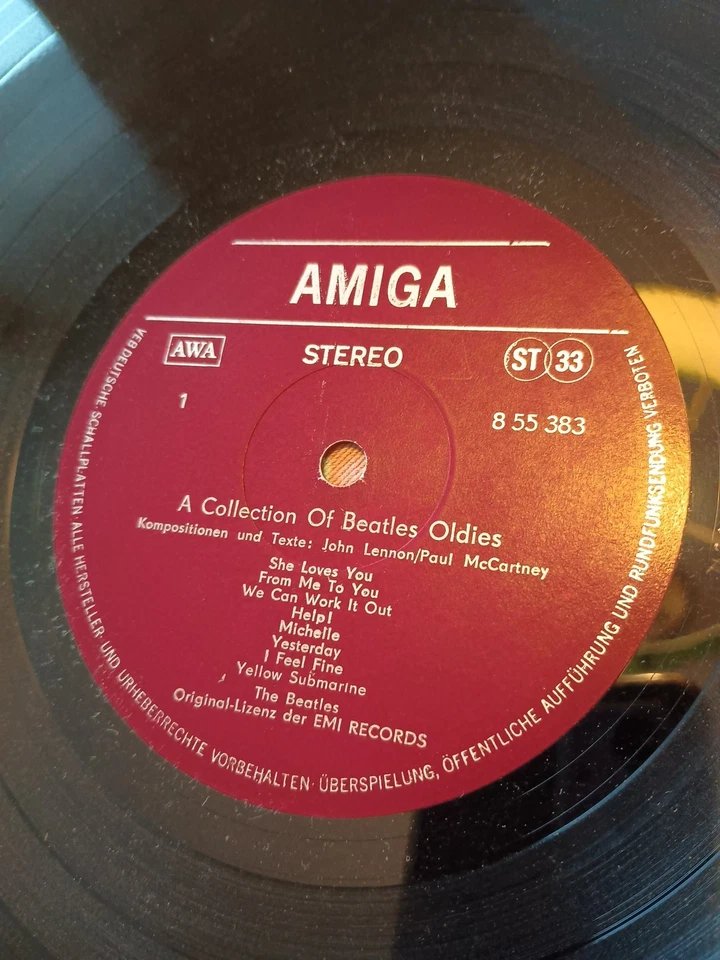 AMIGA
AWA
STEREO
ST 33
1
8 55 383
A Collection Of Beatles Oldies
Kompositionen und Texte: John Lennon/Paul McCartney
She Loves You
From Me To You
We Can Work It Out
Help!
Michelle
Yesterday
I Feel Fine
Yellow Submarine
The Beatles
Original-Lizenz der EMI RECORDS
VEB DEUTSCHE SCHALLPLATTEN · ALLE HERSTELLER- UND URHEBERRECHTE VORBEHALTEN · ÜBERSPIELUNG, ÖFFENTLICHE AUFFÜHRUNG UND RUNDFUNKSENDUNG VERBOTEN